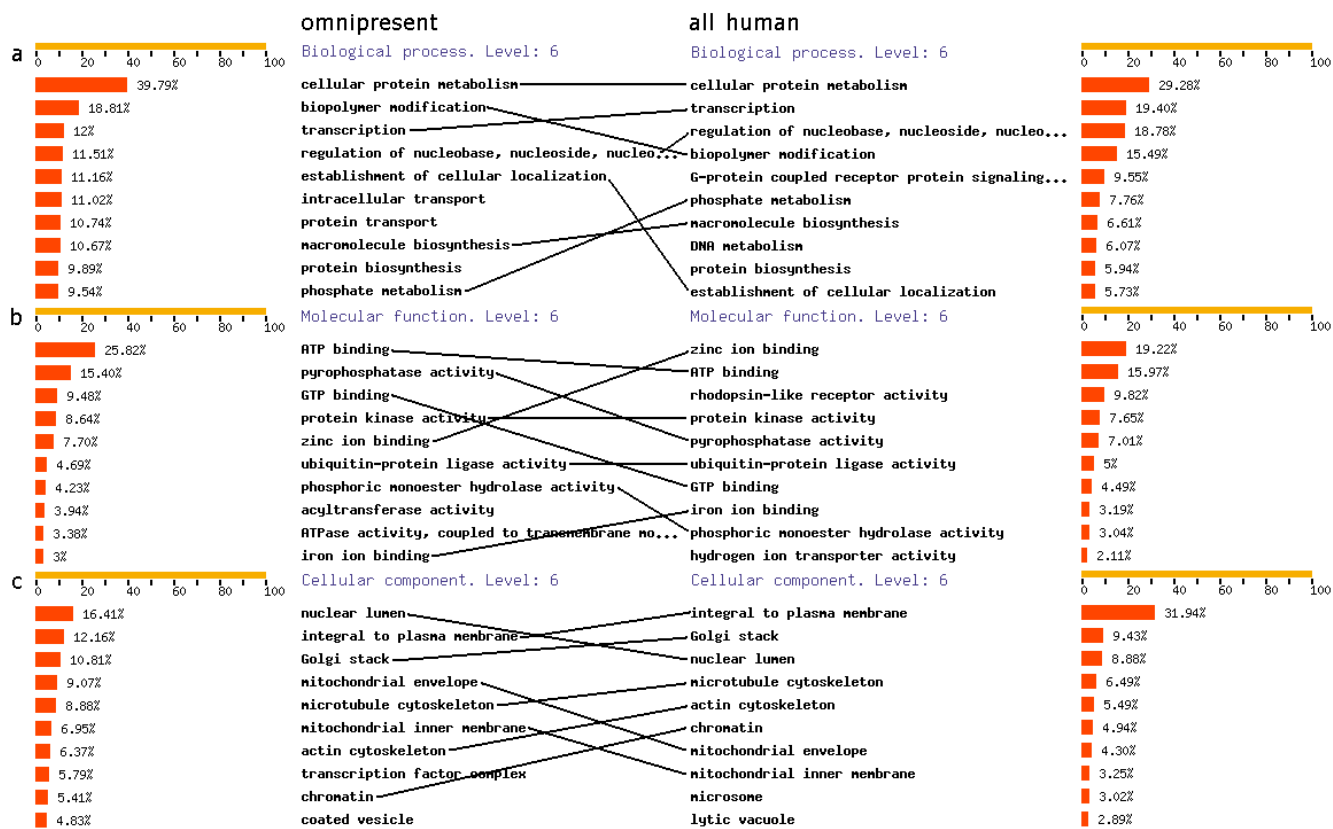 omnipresent all human
a Biological process. Level: 6 Biological process. Level: 6
0 20 40 60 80 100 0 20 40 60 80 100
39.79% cellular protein metabolism cellular protein metabolism 29.28%
18.81% biopolymer modification transcription 19.40%
12% transcription regulation of nucleobase, nucleoside, nucleo... 18.78%
11.51% regulation of nucleobase, nucleoside, nucleo... biopolymer modification 15.49%
11.16% establishment of cellular localization G-protein coupled receptor protein signaling... 9.55%
11.02% intracellular transport phosphate metabolism 7.76%
10.74% protein transport macromolecule biosynthesis 6.61%
10.67% macromolecule biosynthesis DNA metabolism 6.07%
9.89% protein biosynthesis protein biosynthesis 5.94%
9.54% phosphate metabolism establishment of cellular localization 5.73%
b Molecular function. Level: 6 Molecular function. Level: 6
0 20 40 60 80 100 0 20 40 60 80 100
25.82% ATP binding zinc ion binding 19.22%
15.40% pyrophosphatase activity ATP binding 15.97%
9.48% GTP binding rhodopsin-like receptor activity 9.82%
8.64% protein kinase activity protein kinase activity 7.65%
7.70% zinc ion binding pyrophosphatase activity 7.01%
4.69% ubiquitin-protein ligase activity ubiquitin-protein ligase activity 5%
4.23% phosphoric monoester hydrolase activity GTP binding 4.49%
3.94% acyltransferase activity iron ion binding 3.19%
3.38% ATPase activity, coupled to transmembrane mo... phosphoric monoester hydrolase activity 3.04%
3% iron ion binding hydrogen ion transporter activity 2.11%
c Cellular component. Level: 6 Cellular component. Level: 6
0 20 40 60 80 100 0 20 40 60 80 100
16.41% nuclear lumen integral to plasma membrane 31.94%
12.16% integral to plasma membrane Golgi stack 9.43%
10.81% Golgi stack nuclear lumen 8.88%
9.07% mitochondrial envelope microtubule cytoskeleton 6.49%
8.88% microtubule cytoskeleton actin cytoskeleton 5.49%
6.95% mitochondrial inner membrane chromatin 4.94%
6.37% actin cytoskeleton mitochondrial envelope 4.30%
5.79% transcription factor complex mitochondrial inner membrane 3.25%
5.41% chromatin microsome 3.02%
4.83% coated vesicle lytic vacuole 2.89%